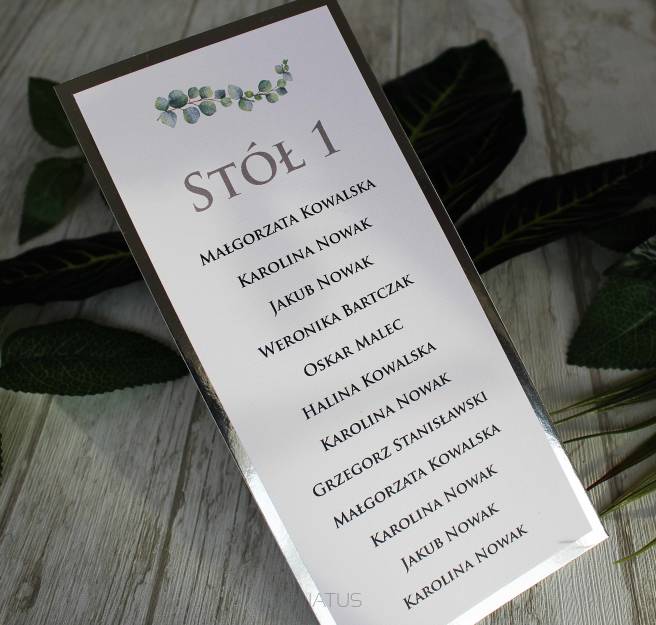 STÓŁ 1
MAŁGORZATA KOWALSKA
KAROLINA NOWAK
JAKUB NOWAK
WERONIKA BARTCZAK
OSKAR MALEC
HALINA KOWALSKA
KAROLINA NOWAK
GRZEGORZ STANISŁAWSKI
MAŁGORZATA KOWALSKA
KAROLINA NOWAK
JAKUB NOWAK
KAROLINA NOWAK